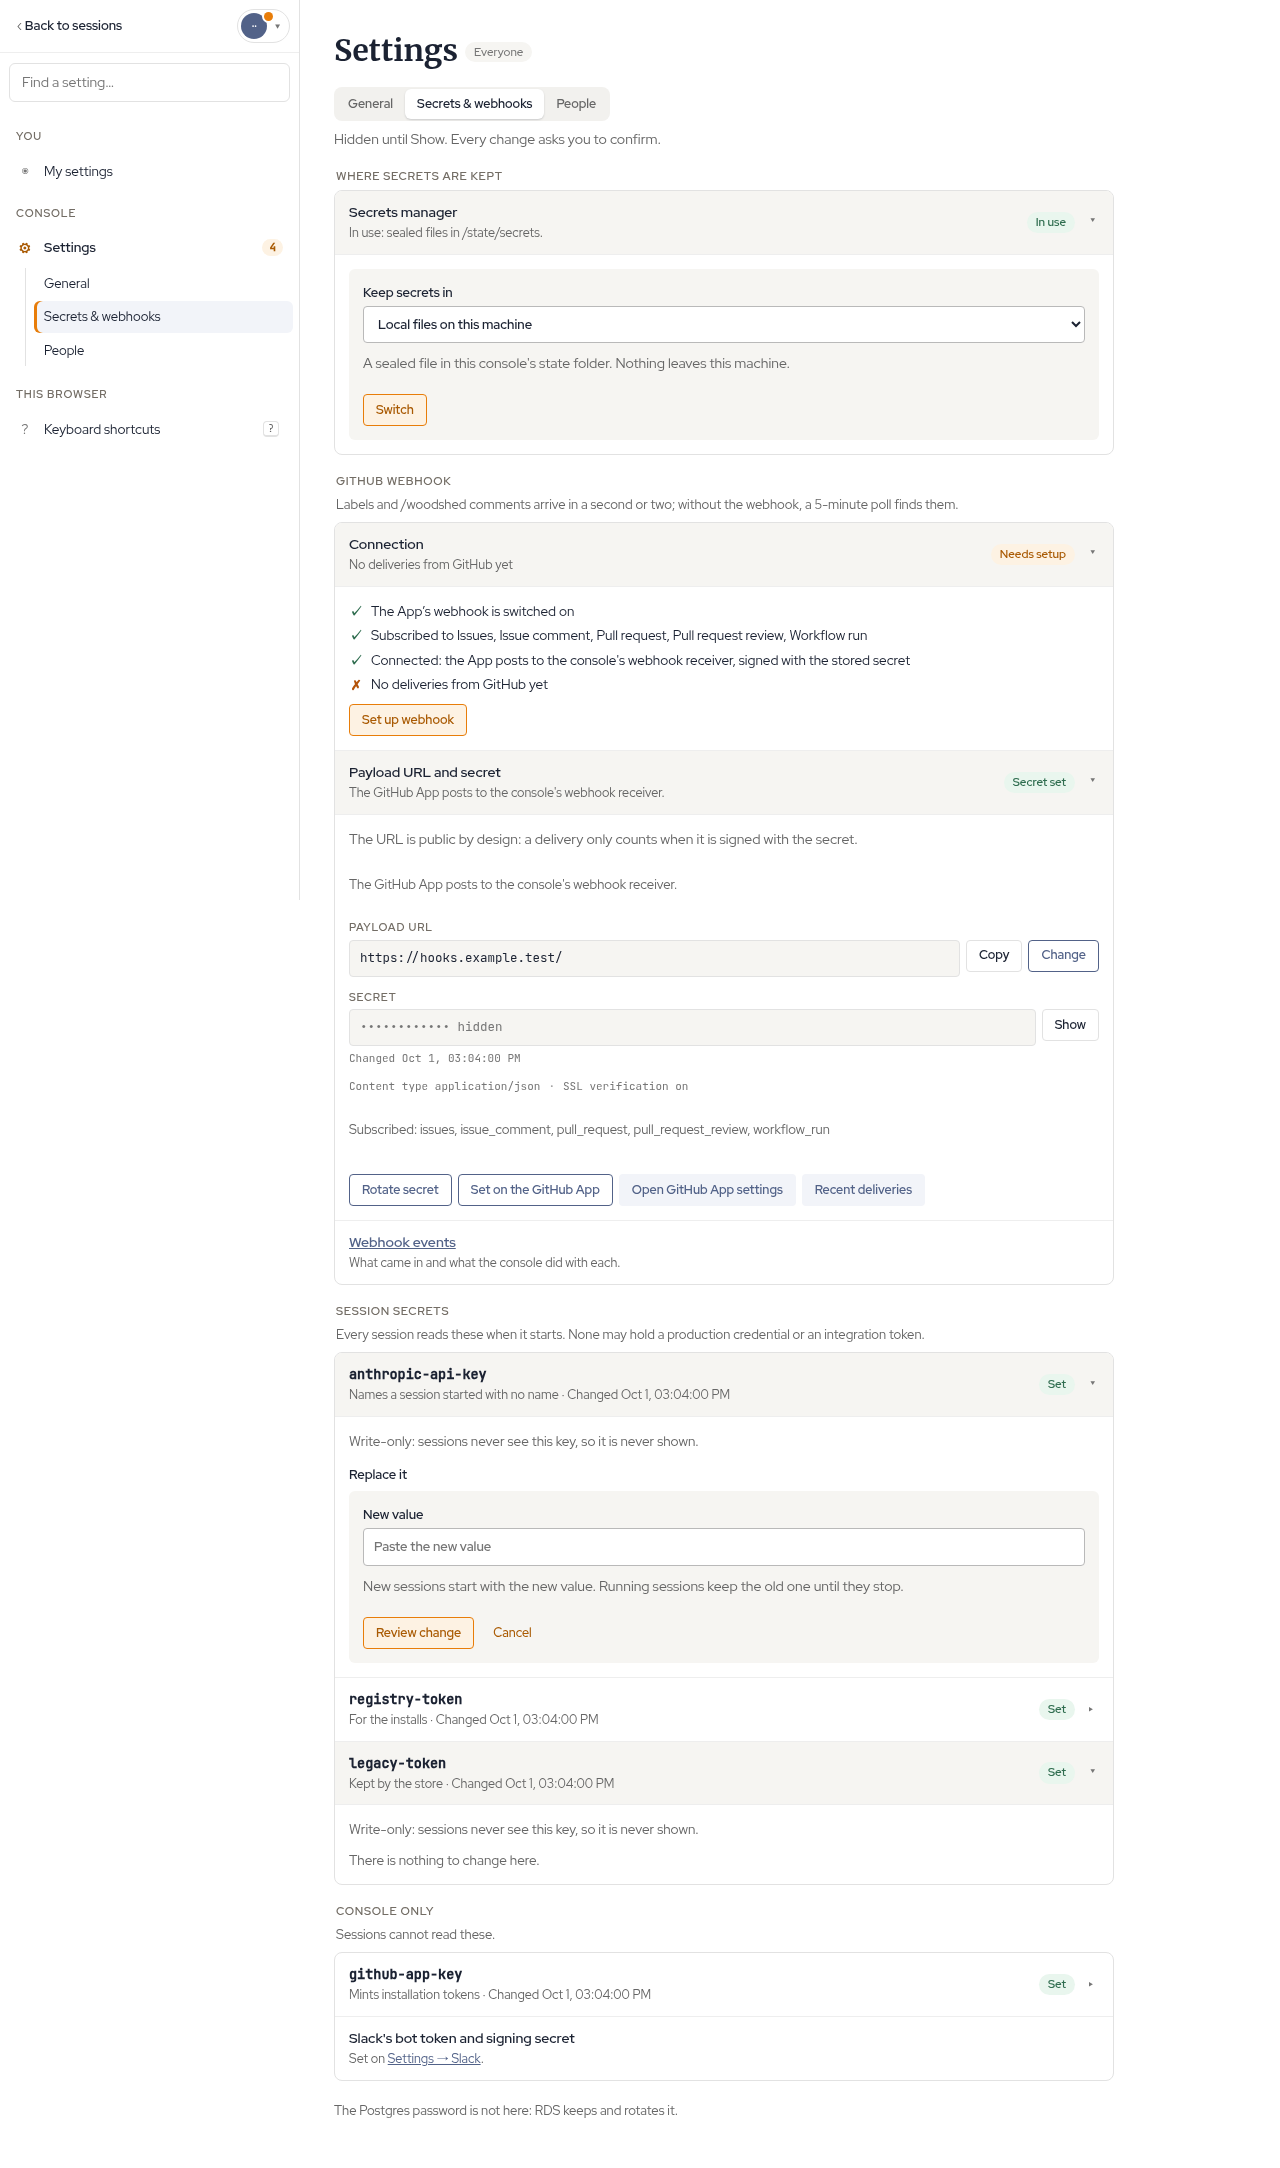 ‹ Back to sessions
Find a setting...
YOU
My settings
CONSOLE
Settings 4
General
Secrets & webhooks
People
THIS BROWSER
? Keyboard shortcuts ?
Settings Everyone
General Secrets & webhooks People
Hidden until Show. Every change asks you to confirm.
WHERE SECRETS ARE KEPT
Secrets manager
In use: sealed files in /state/secrets.
In use
Keep secrets in
Local files on this machine
A sealed file in this console's state folder. Nothing leaves this machine.
Switch
GITHUB WEBHOOK
Labels and /woodshed comments arrive in a second or two; without the webhook, a 5-minute poll finds them.
Connection
No deliveries from GitHub yet
Needs setup
✓ The App's webhook is switched on
✓ Subscribed to Issues, Issue comment, Pull request, Pull request review, Workflow run
✓ Connected: the App posts to the console's webhook receiver, signed with the stored secret
✗ No deliveries from GitHub yet
Set up webhook
Payload URL and secret
The GitHub App posts to the console's webhook receiver.
Secret set
The URL is public by design: a delivery only counts when it is signed with the secret.
The GitHub App posts to the console's webhook receiver.
PAYLOAD URL
https://hooks.example.test/ Copy Change
SECRET
•••••••••••• hidden Show
Changed Oct 1, 03:04:00 PM
Content type application/json · SSL verification on
Subscribed: issues, issue_comment, pull_request, pull_request_review, workflow_run
Rotate secret Set on the GitHub App Open GitHub App settings Recent deliveries
Webhook events
What came in and what the console did with each.
SESSION SECRETS
Every session reads these when it starts. None may hold a production credential or an integration token.
anthropic-api-key
Names a session started with no name · Changed Oct 1, 03:04:00 PM
Set
Write-only: sessions never see this key, so it is never shown.
Replace it
New value
Paste the new value
New sessions start with the new value. Running sessions keep the old one until they stop.
Review change Cancel
registry-token
For the installs · Changed Oct 1, 03:04:00 PM
Set
legacy-token
Kept by the store · Changed Oct 1, 03:04:00 PM
Set
Write-only: sessions never see this key, so it is never shown.
There is nothing to change here.
CONSOLE ONLY
Sessions cannot read these.
github-app-key
Mints installation tokens · Changed Oct 1, 03:04:00 PM
Set
Slack's bot token and signing secret
Set on Settings → Slack.
The Postgres password is not here: RDS keeps and rotates it.